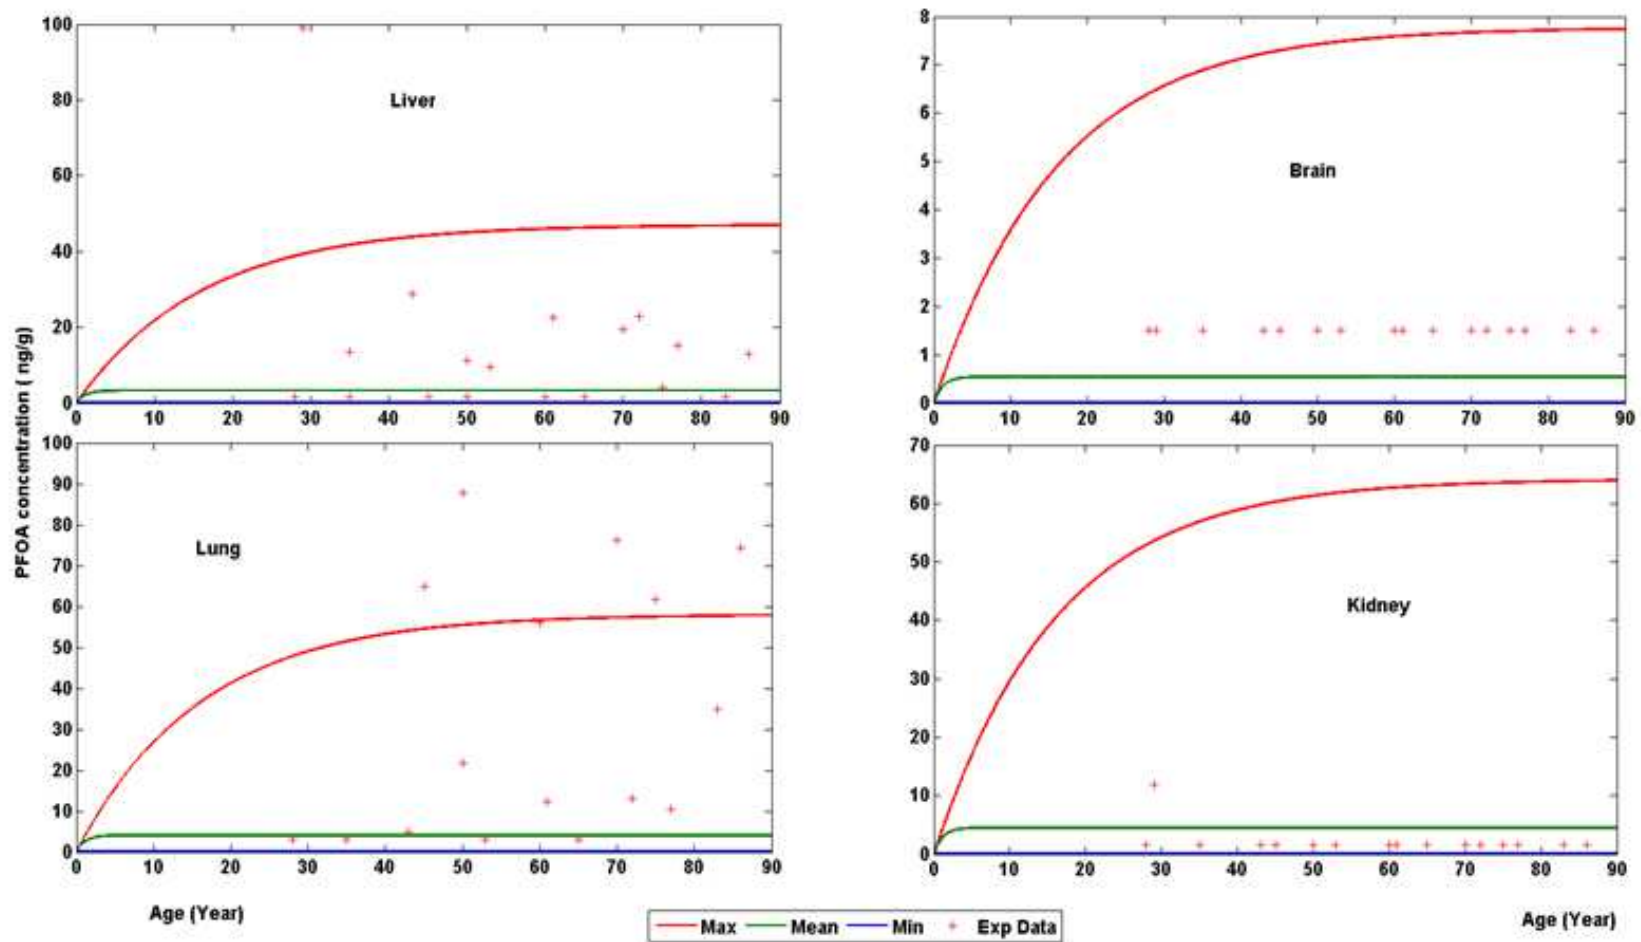 100
80
60
40
20
0
0 10 20 30 40 50 60 70 80 90
Liver
8
7
6
5
4
3
2
1
0
0 10 20 30 40 50 60 70 80 90
Brain
PFOA concentration ( ng/g)
100
90
80
70
60
50
40
30
20
10
0
0 10 20 30 40 50 60 70 80 90
Lung
70
60
50
40
30
20
10
0
0 10 20 30 40 50 60 70 80 90
Kidney
Age (Year)
Age (Year)
Max Mean Min Exp Data